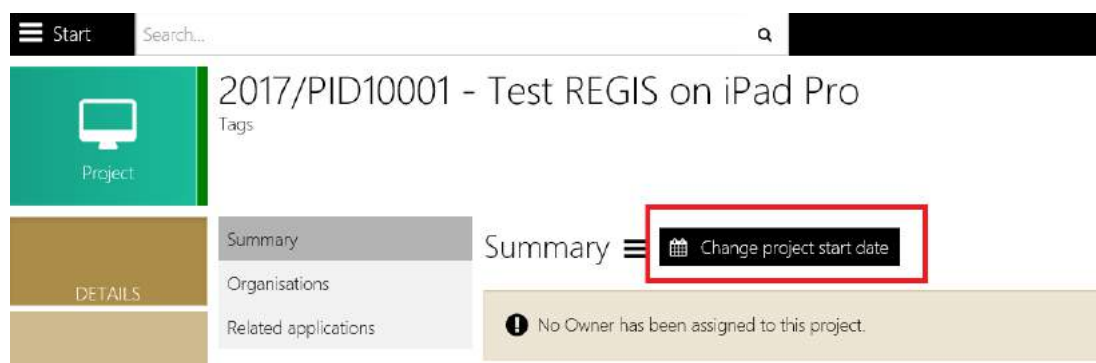 Start
Search...
2017/PID10001 - Test REGIS on iPad Pro
Tags
Project
DETAILS
Summary
Organisations
Related applications
Summary
Change project start date
No Owner has been assigned to this project.